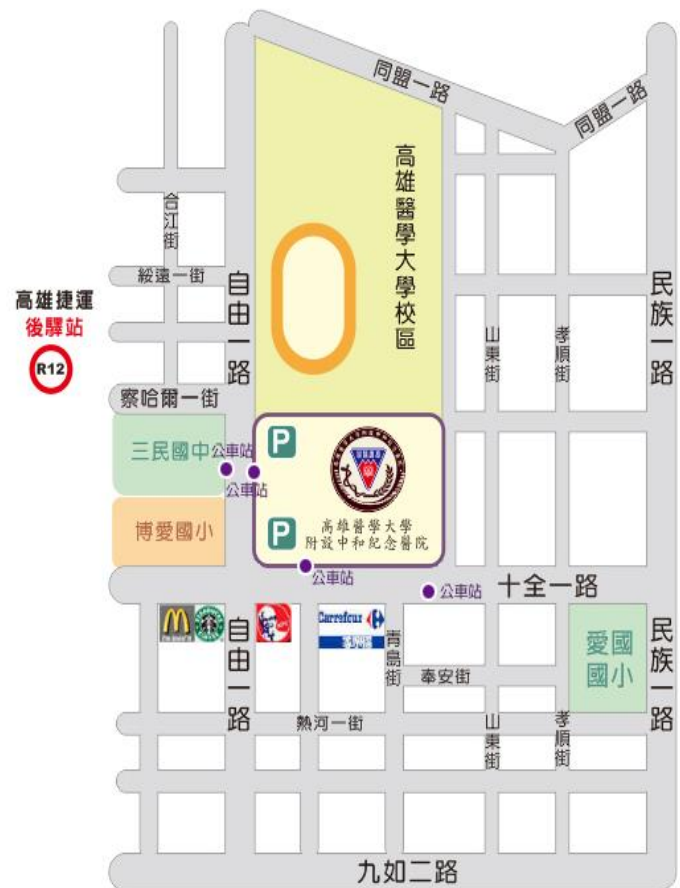 同盟一路
同盟一路
高雄醫學大學校區
合江街
綏遠一街
自由一路
民族一路
高雄捷運
後驛站
R12
山東街
孝順街
察哈爾一街
三民國中
公車站
公車站
P
P
博愛國小
高雄醫學大學
附設中和紀念醫院
公車站
公車站
十全一路
Carrefour
KFC
自由一路
青島街
愛國
國小
民族一路
奉安街
熱河一街
山東街
孝順街
九如二路